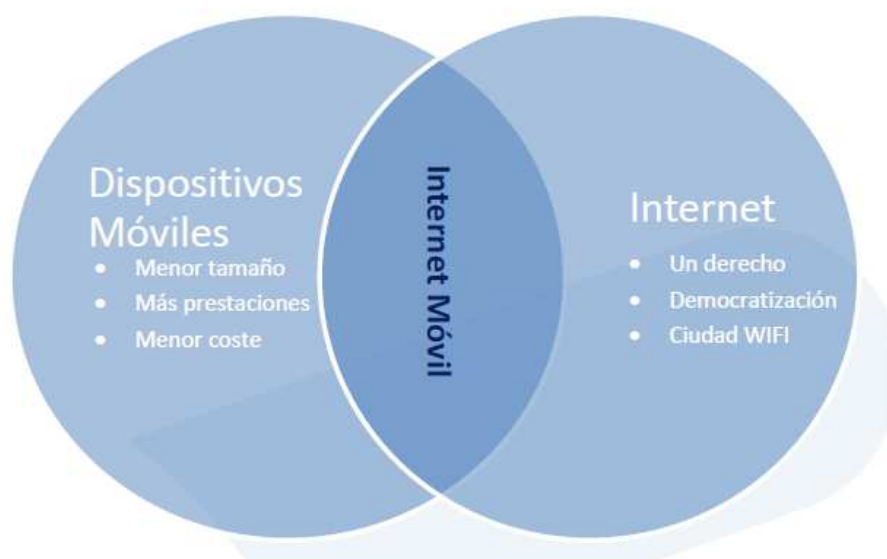 Dispositivos
Móviles
• Menor tamaño
• Más prestaciones
• Menor coste
Internet Móvil
Internet
• Un derecho
• Democratización
• Ciudad WIFI